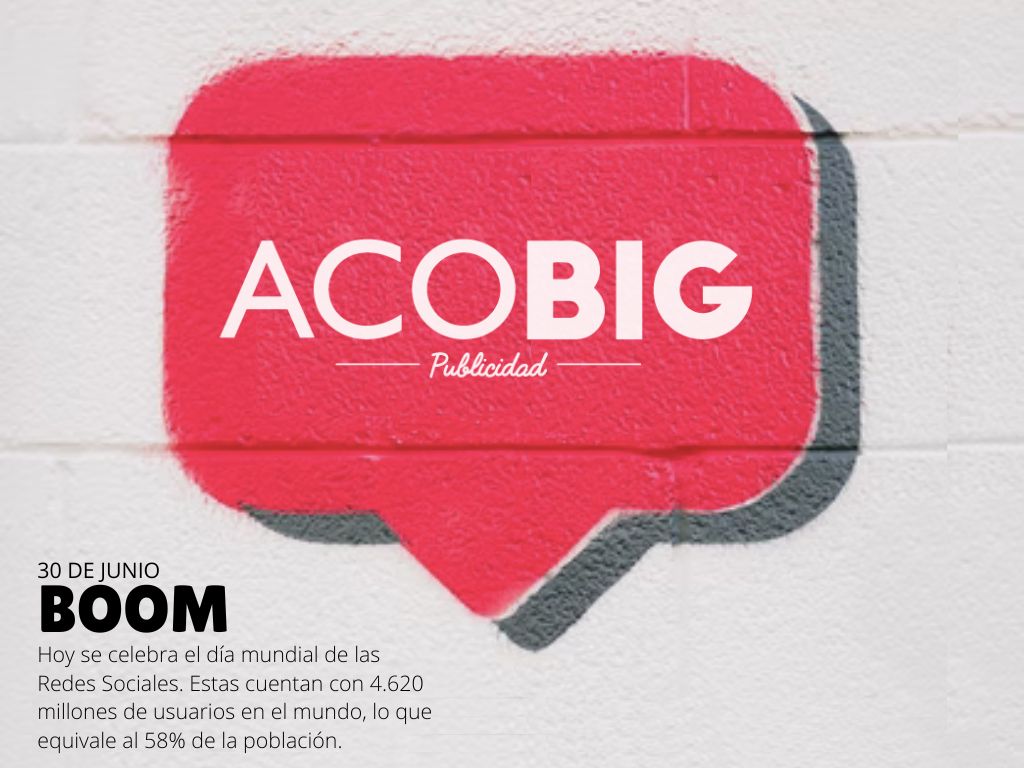 ACOBIG
Publicidad
30 DE JUNIO
BOOM
Hoy se celebra el día mundial de las
Redes Sociales. Estas cuentan con 4.620
millones de usuarios en el mundo, lo que
equivale al 58% de la población.